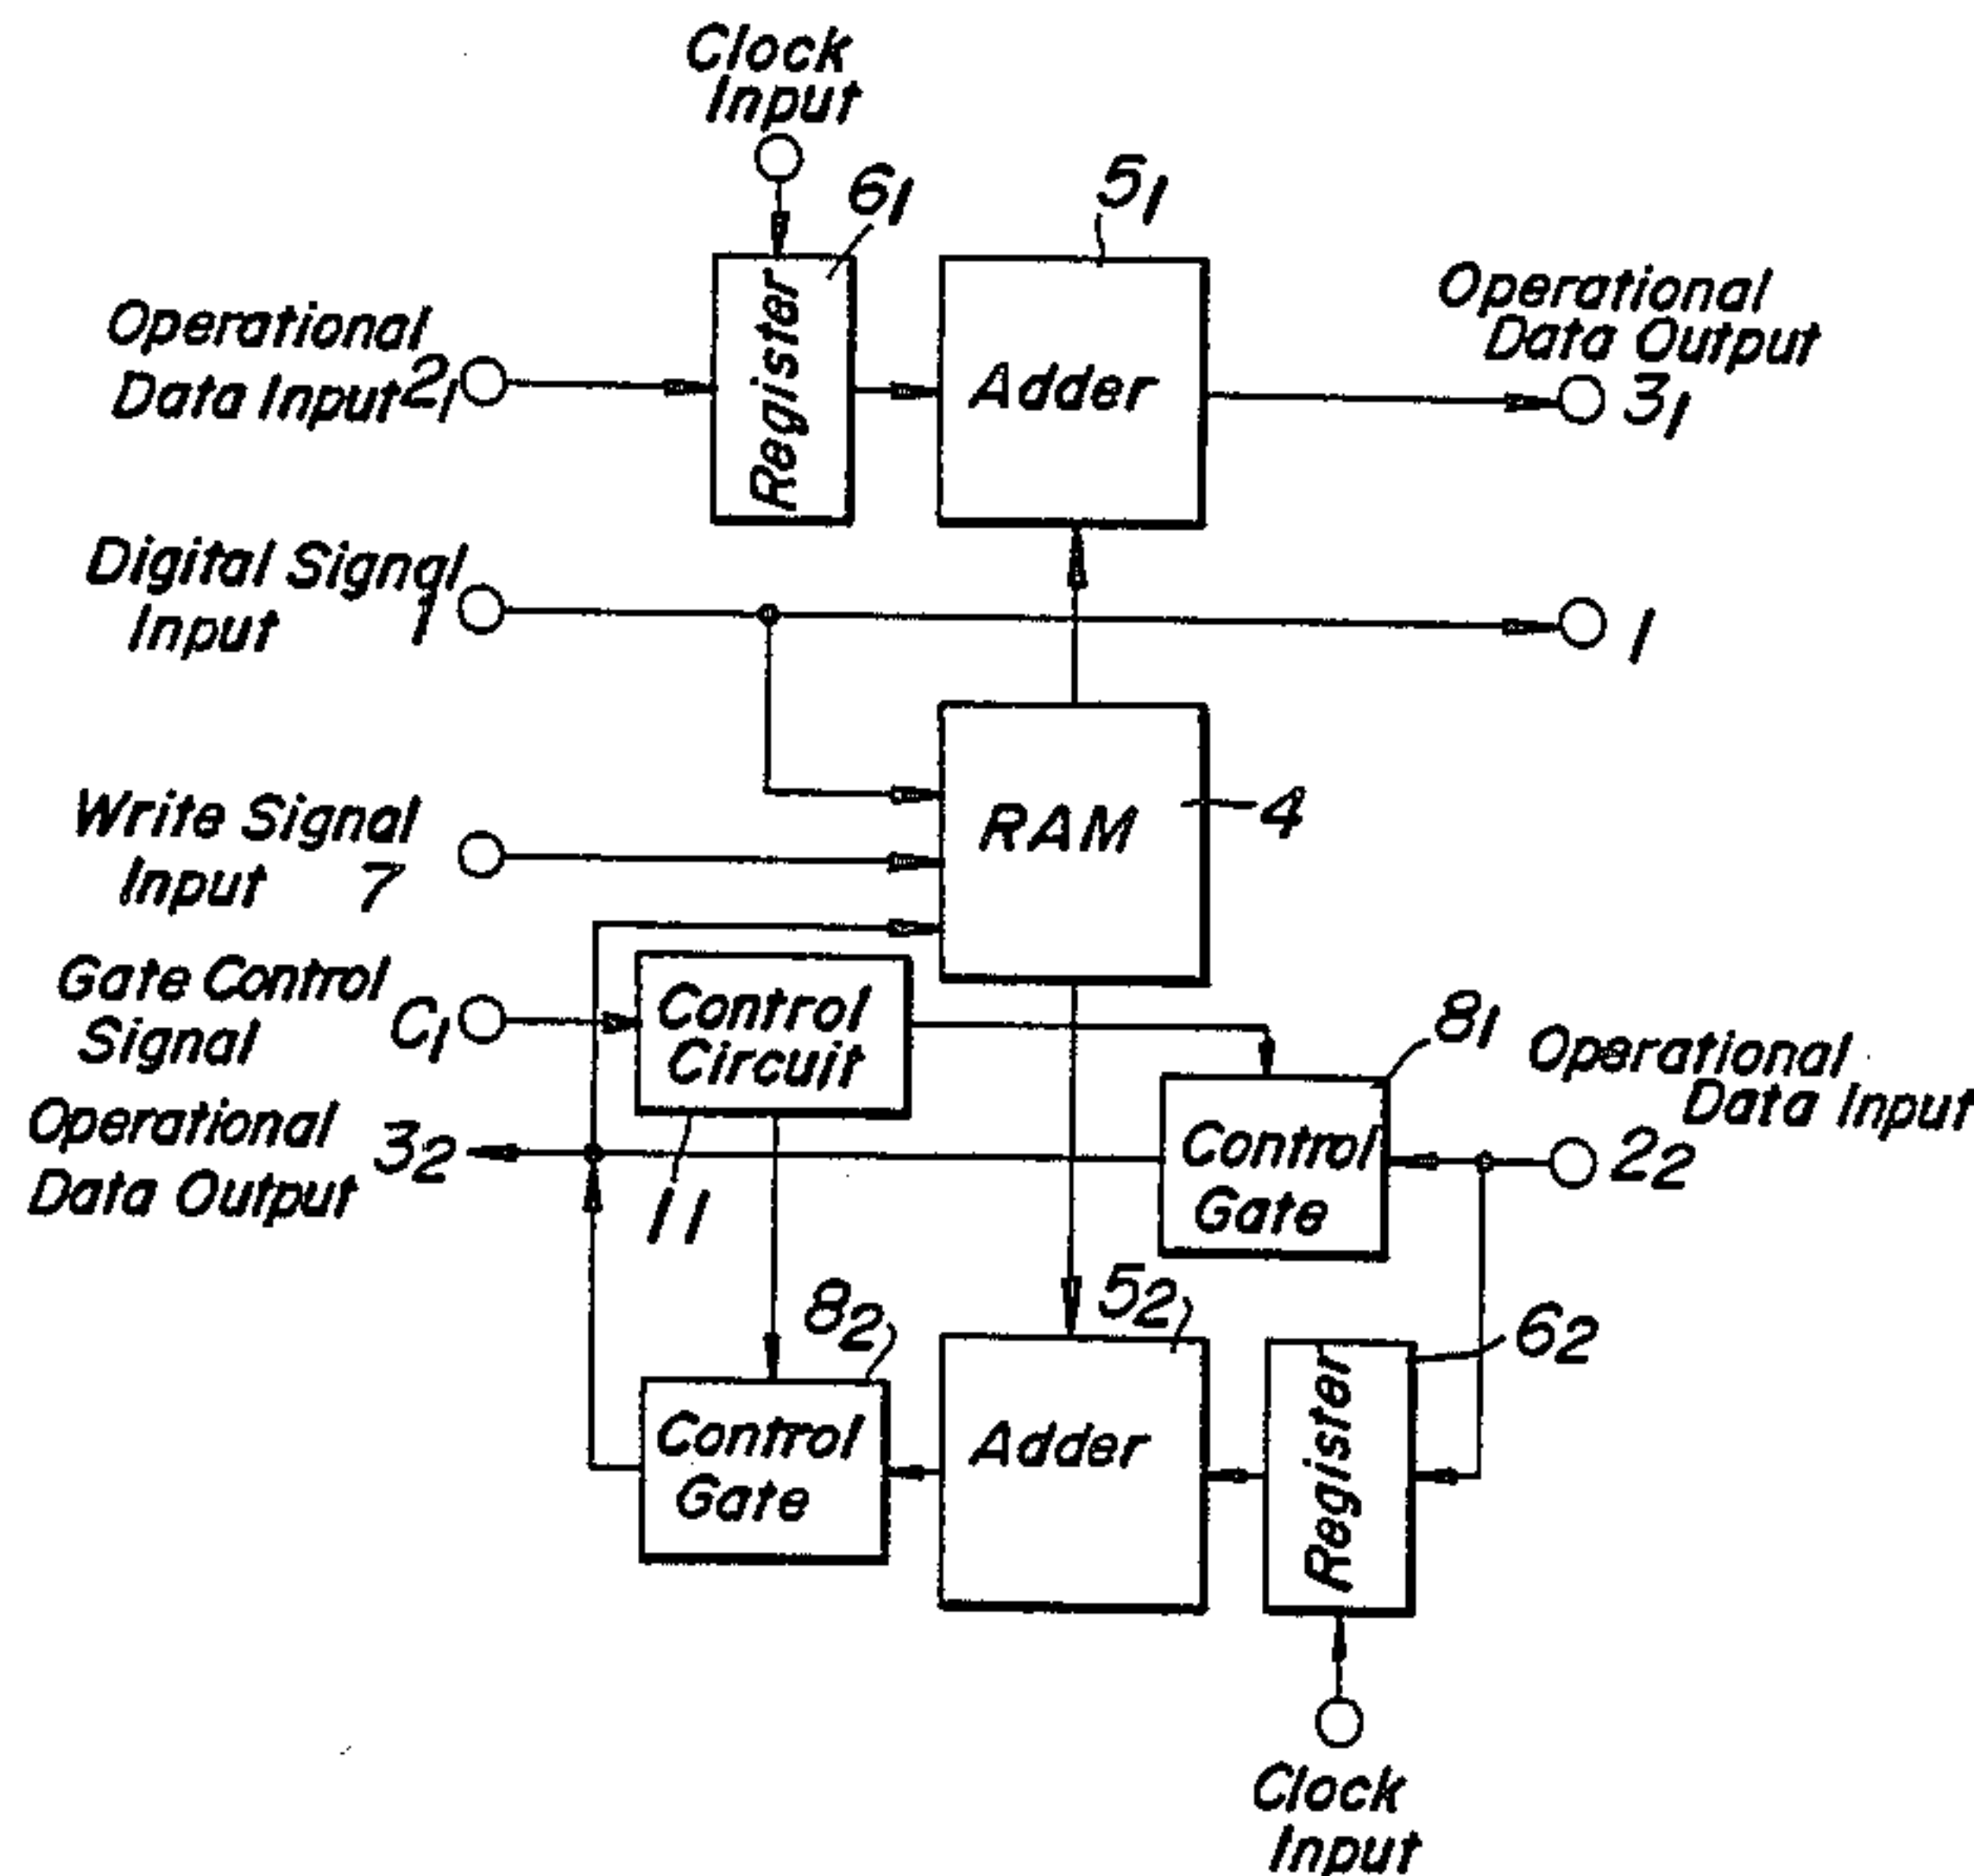 Clock
Input
6₁
5₁
Operational
Data Input 2₁
Register
Adder
Operational
Data Output
3₁
Digital Signal
Input 1
1
Write Signal
Input 7
RAM
4
Gate Control
Signal C₁
Control
Circuit
11
8₁
Operational
Data Input
2₂
Operational
Data Output 3₂
Control
Gate
8₂
5₂
6₂
Control
Gate
Adder
Register
Clock
Input